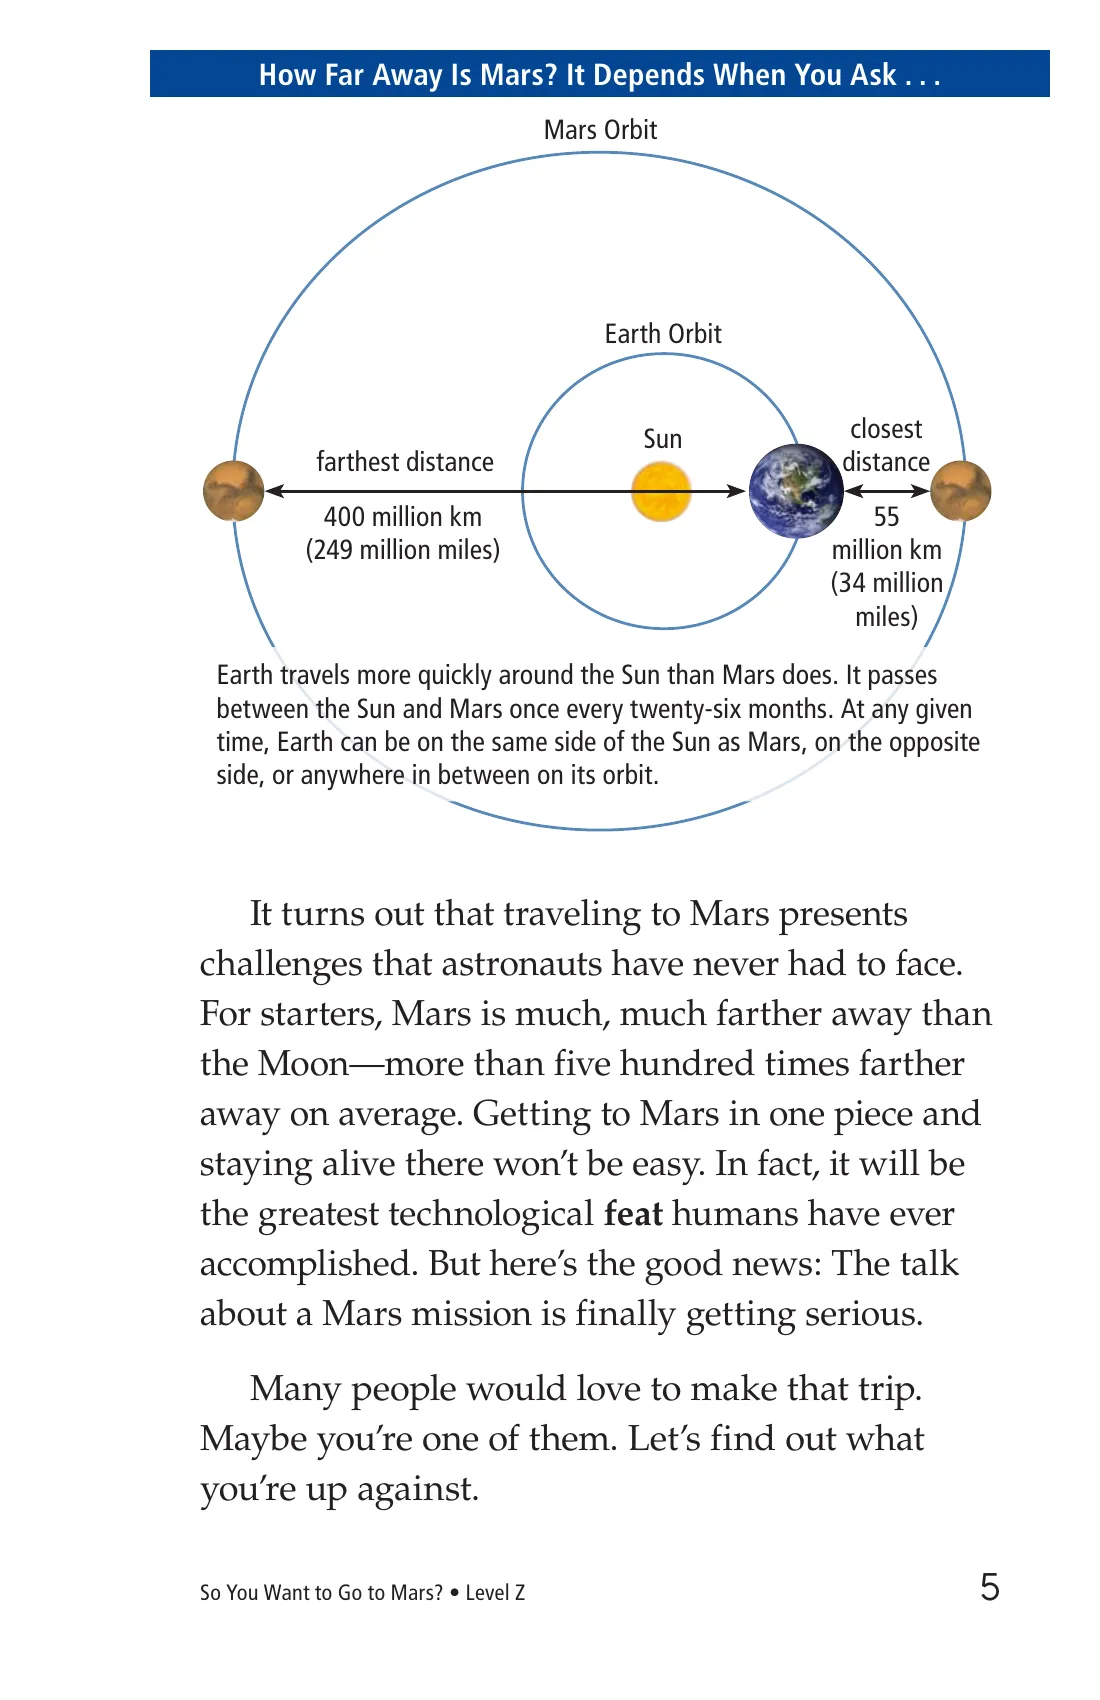 How Far Away Is Mars? It Depends When You Ask . . .
Mars Orbit
Earth Orbit
Sun
farthest distance
400 million km
(249 million miles)
closest
distance
55
million km
(34 million
miles)
Earth travels more quickly around the Sun than Mars does. It passes
between the Sun and Mars once every twenty-six months. At any given
time, Earth can be on the same side of the Sun as Mars, on the opposite
side, or anywhere in between on its orbit.
It turns out that traveling to Mars presents
challenges that astronauts have never had to face.
For starters, Mars is much, much farther away than
the Moon—more than five hundred times farther
away on average. Getting to Mars in one piece and
staying alive there won’t be easy. In fact, it will be
the greatest technological feat humans have ever
accomplished. But here’s the good news: The talk
about a Mars mission is finally getting serious.
Many people would love to make that trip.
Maybe you’re one of them. Let’s find out what
you’re up against.
So You Want to Go to Mars? • Level Z
5